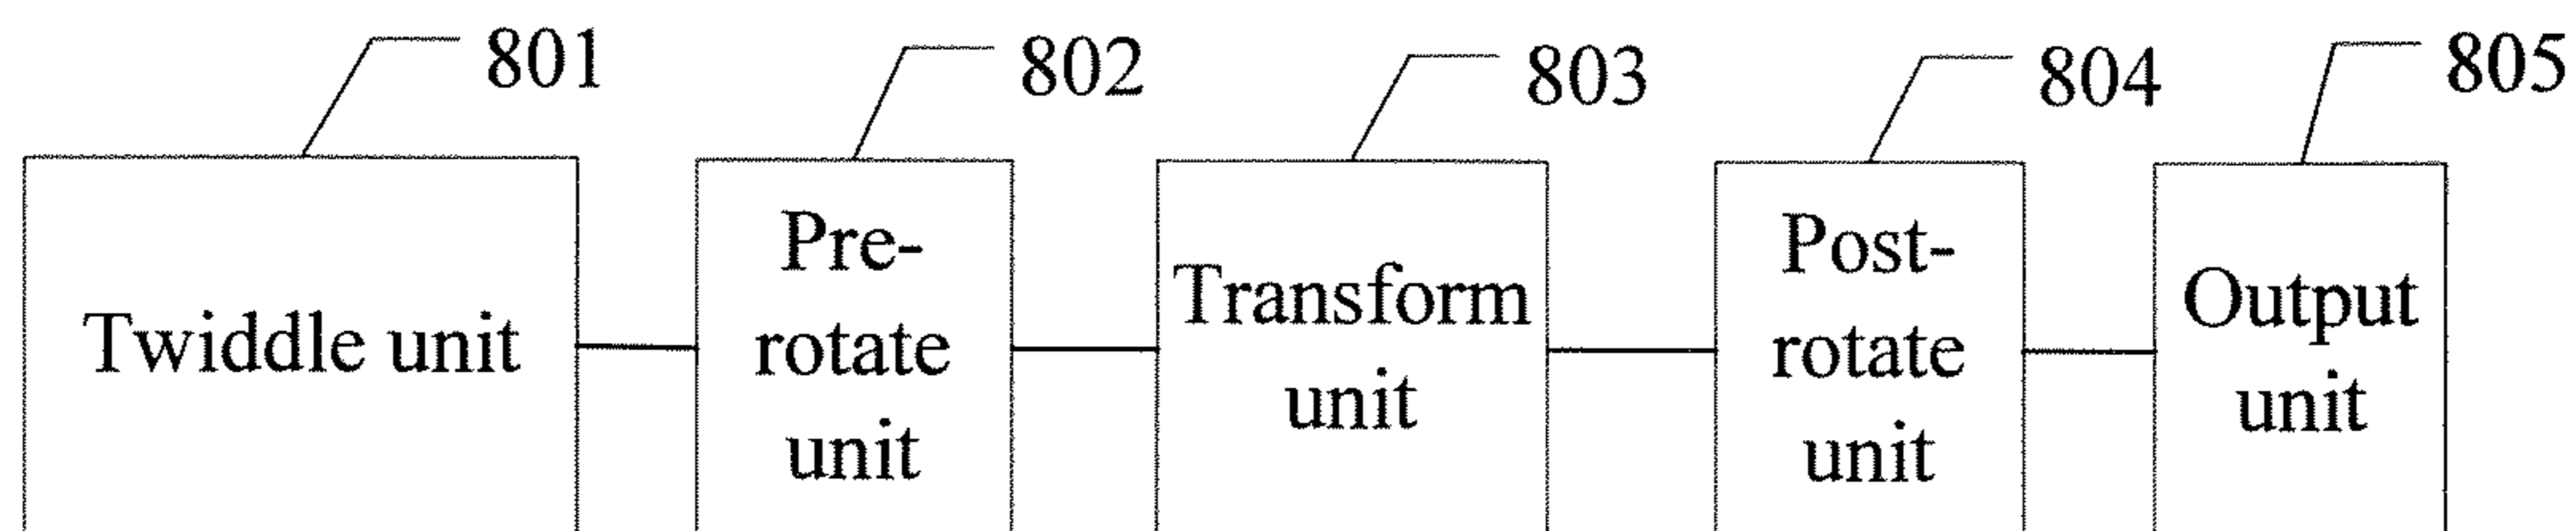 801
802
803
804
805
Twiddle unit
Pre-
rotate
unit
Transform
unit
Post-
rotate
unit
Output
unit